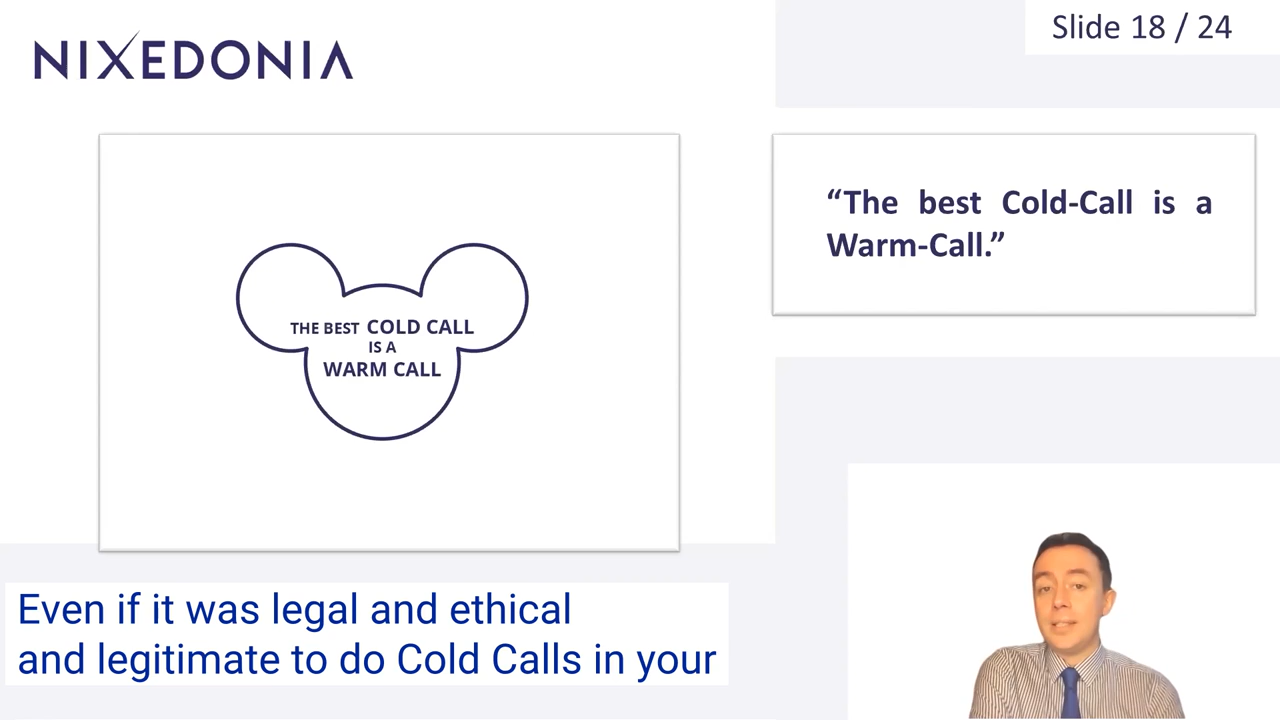 NIXEDONIA
Slide 18 / 24
THE BEST COLD CALL
IS A
WARM CALL
“The best Cold-Call is a
Warm-Call.”
Even if it was legal and ethical
and legitimate to do Cold Calls in your